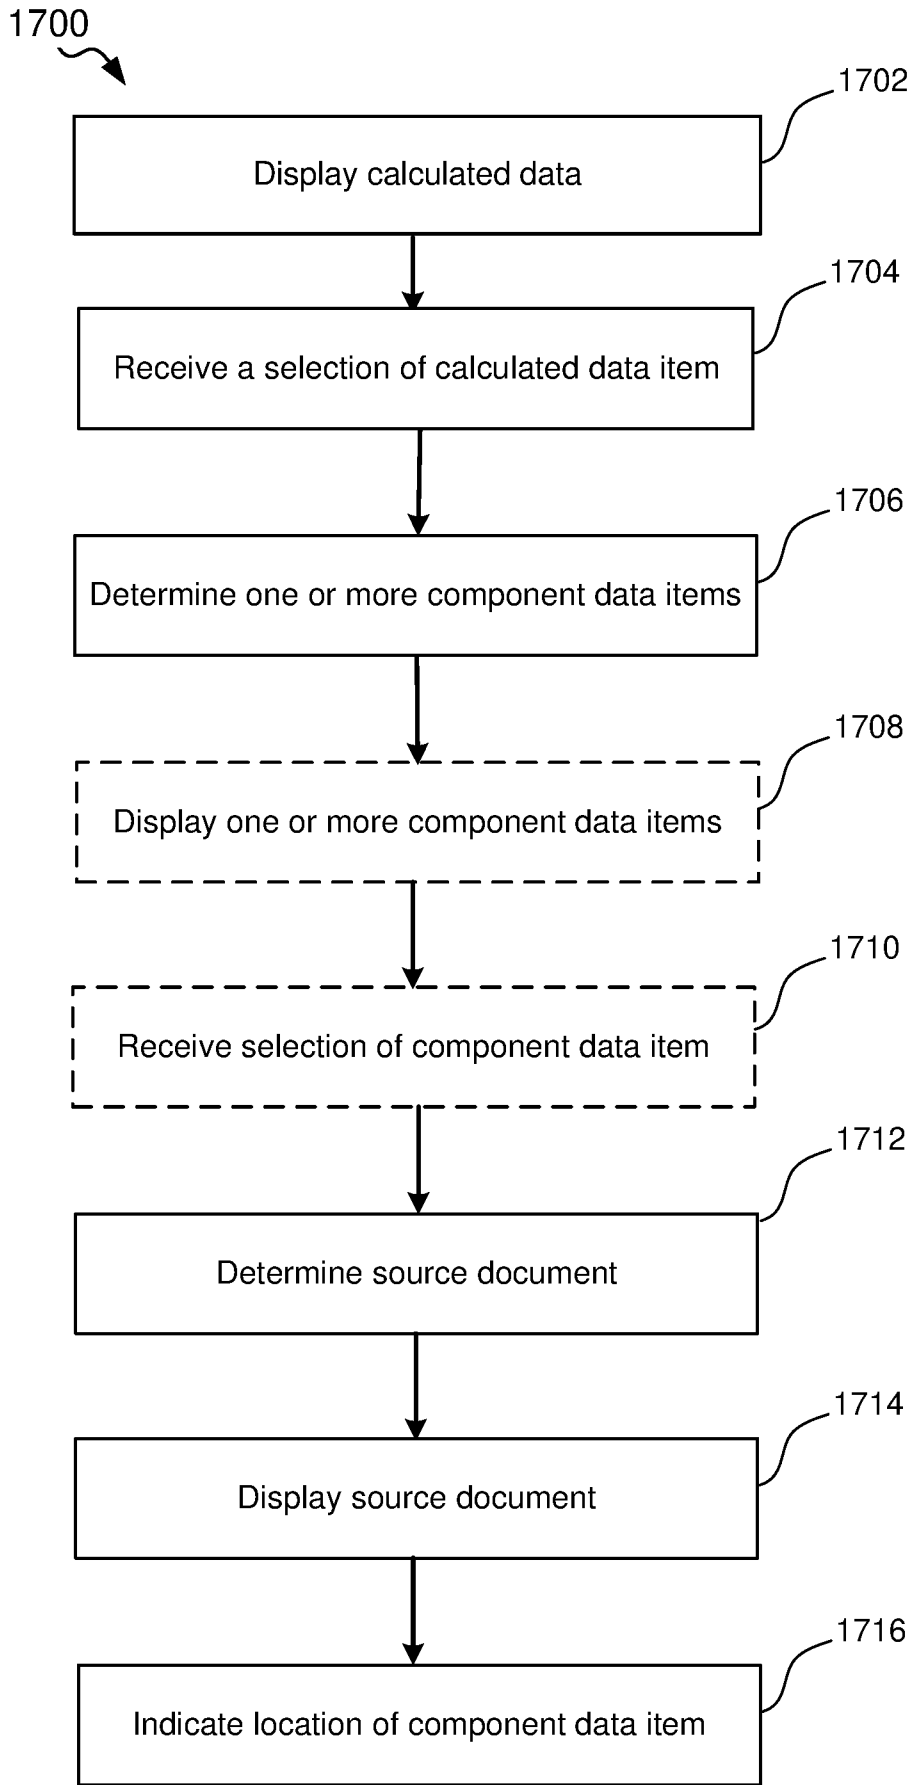 1700
1702
Display calculated data
1704
Receive a selection of calculated data item
1706
Determine one or more component data items
1708
Display one or more component data items
1710
Receive selection of component data item
1712
Determine source document
1714
Display source document
1716
Indicate location of component data item